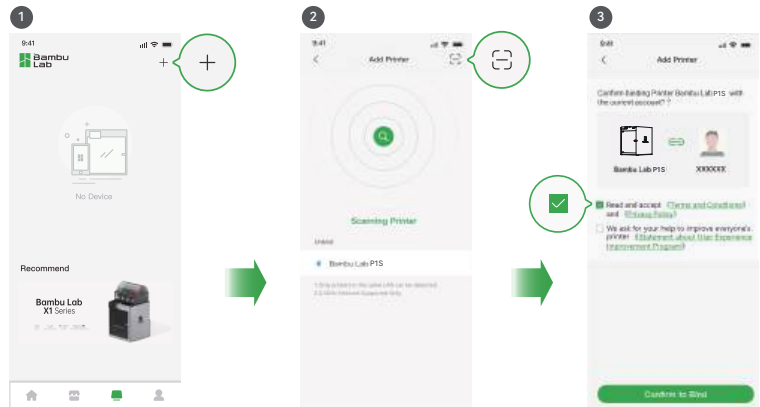 1
9:41
Bambu
Lab
No Device
Recommend
Bambu Lab
X1 Series
2
9:41
Add Printer
Scanning Printer
Bambu Lab P1S
3
9:41
Add Printer
Confirm binding Printer Bambu Lab P1S with
the current account?
Bambu Lab P1S
XXXXXX
Read and accept 《Terms and Conditions》
and 《Privacy Policy》
We ask for your help to improve everyone's
printer 《Statement about User Experience
Improvement Program》
Confirm to Bind